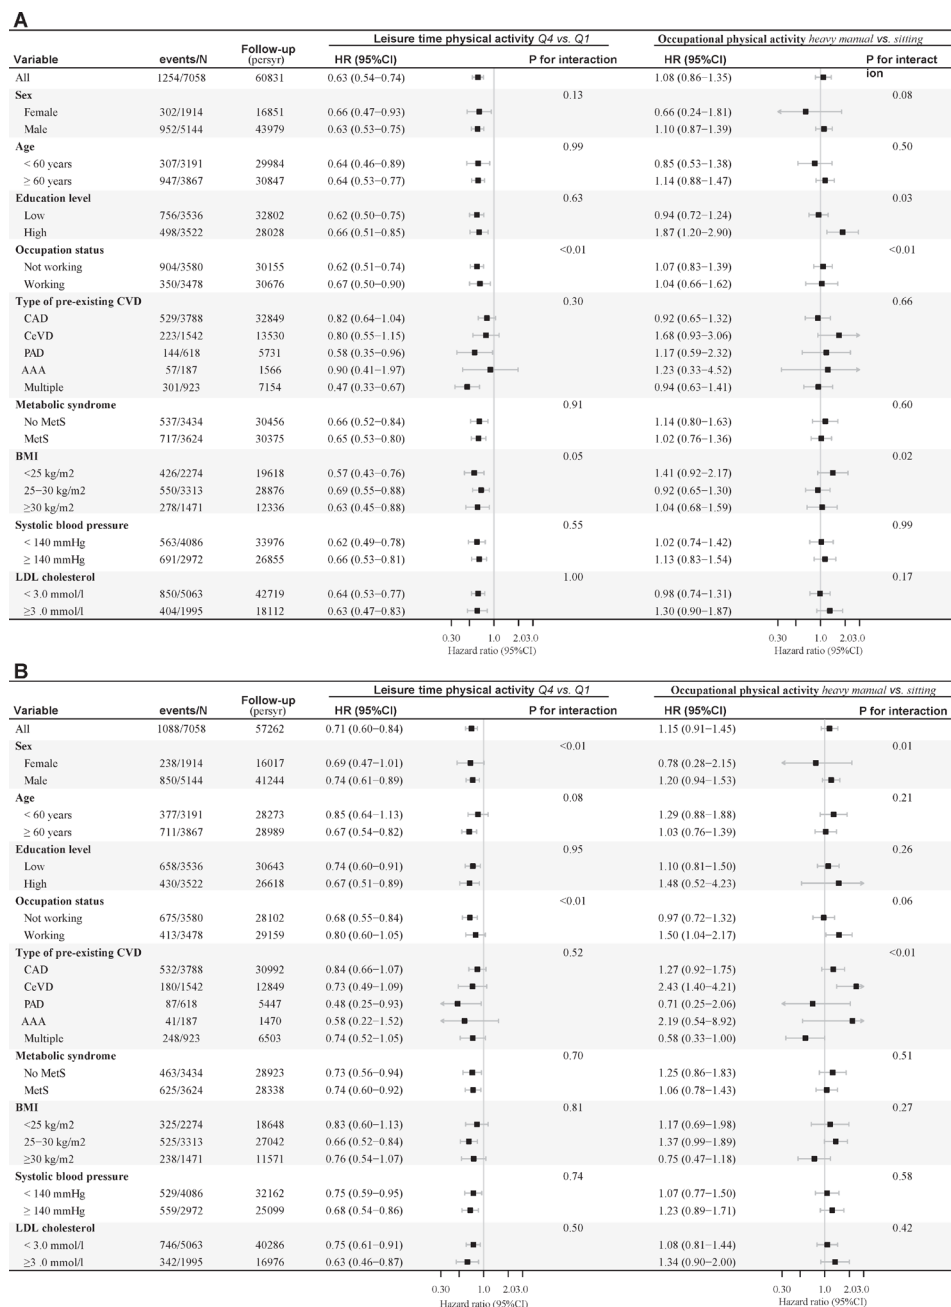 A
Leisure time physical activity Q4 vs. Q1 Occupational physical activity heavy manual vs. sitting
Variable events/N Follow-up (persyr) HR (95%CI) P for interaction HR (95%CI) P for interact ion
All 1254/7058 60831 0.63 (0.54−0.74) 1.08 (0.86−1.35)
Sex 0.13 0.08
Female 302/1914 16851 0.66 (0.47−0.93) 0.66 (0.24−1.81)
Male 952/5144 43979 0.63 (0.53−0.75) 1.10 (0.87−1.39)
Age 0.99 0.50
< 60 years 307/3191 29984 0.64 (0.46−0.89) 0.85 (0.53−1.38)
≥ 60 years 947/3867 30847 0.64 (0.53−0.77) 1.14 (0.88−1.47)
Education level 0.63 0.03
Low 756/3536 32802 0.62 (0.50−0.75) 0.94 (0.72−1.24)
High 498/3522 28028 0.66 (0.51−0.85) 1.87 (1.20−2.90)
Occupation status <0.01 <0.01
Not working 904/3580 30155 0.62 (0.51−0.74) 1.07 (0.83−1.39)
Working 350/3478 30676 0.67 (0.50−0.90) 1.04 (0.66−1.62)
Type of pre-existing CVD 0.30 0.66
CAD 529/3788 32849 0.82 (0.64−1.04) 0.92 (0.65−1.32)
CeVD 223/1542 13530 0.80 (0.55−1.15) 1.68 (0.93−3.06)
PAD 144/618 5731 0.58 (0.35−0.96) 1.17 (0.59−2.32)
AAA 57/187 1566 0.90 (0.41−1.97) 1.23 (0.33−4.52)
Multiple 301/923 7154 0.47 (0.33−0.67) 0.94 (0.63−1.41)
Metabolic syndrome 0.91 0.60
No MetS 537/3434 30456 0.66 (0.52−0.84) 1.14 (0.80−1.63)
MetS 717/3624 30375 0.65 (0.53−0.80) 1.02 (0.76−1.36)
BMI 0.05 0.02
<25 kg/m2 426/2274 19618 0.57 (0.43−0.76) 1.41 (0.92−2.17)
25−30 kg/m2 550/3313 28876 0.69 (0.55−0.88) 0.92 (0.65−1.30)
≥30 kg/m2 278/1471 12336 0.63 (0.45−0.88) 1.04 (0.68−1.59)
Systolic blood pressure 0.55 0.99
< 140 mmHg 563/4086 33976 0.62 (0.49−0.78) 1.02 (0.74−1.42)
≥ 140 mmHg 691/2972 26855 0.66 (0.53−0.81) 1.13 (0.83−1.54)
LDL cholesterol 1.00 0.17
< 3.0 mmol/l 850/5063 42719 0.64 (0.53−0.77) 0.98 (0.74−1.31)
≥3 .0 mmol/l 404/1995 18112 0.63 (0.47−0.83) 1.30 (0.90−1.87)
0.30 1.0 2.03.0 0.30 1.0 2.03.0
Hazard ratio (95%CI) Hazard ratio (95%CI)
B
Leisure time physical activity Q4 vs. Q1 Occupational physical activity heavy manual vs. sitting
Variable events/N Follow-up (persyr) HR (95%CI) P for interaction HR (95%CI) P for interaction
All 1088/7058 57262 0.71 (0.60−0.84) 1.15 (0.91−1.45)
Sex <0.01 0.01
Female 238/1914 16017 0.69 (0.47−1.01) 0.78 (0.28−2.15)
Male 850/5144 41244 0.74 (0.61−0.89) 1.20 (0.94−1.53)
Age 0.08 0.21
< 60 years 377/3191 28273 0.85 (0.64−1.13) 1.29 (0.88−1.88)
≥ 60 years 711/3867 28989 0.67 (0.54−0.82) 1.03 (0.76−1.39)
Education level 0.95 0.26
Low 658/3536 30643 0.74 (0.60−0.91) 1.10 (0.81−1.50)
High 430/3522 26618 0.67 (0.51−0.89) 1.48 (0.52−4.23)
Occupation status <0.01 0.06
Not working 675/3580 28102 0.68 (0.55−0.84) 0.97 (0.72−1.32)
Working 413/3478 29159 0.80 (0.60−1.05) 1.50 (1.04−2.17)
Type of pre-existing CVD 0.52 <0.01
CAD 532/3788 30992 0.84 (0.66−1.07) 1.27 (0.92−1.75)
CeVD 180/1542 12849 0.73 (0.49−1.09) 2.43 (1.40−4.21)
PAD 87/618 5447 0.48 (0.25−0.93) 0.71 (0.25−2.06)
AAA 41/187 1470 0.58 (0.22−1.52) 2.19 (0.54−8.92)
Multiple 248/923 6503 0.74 (0.52−1.05) 0.58 (0.33−1.00)
Metabolic syndrome 0.70 0.51
No MetS 463/3434 28923 0.73 (0.56−0.94) 1.25 (0.86−1.83)
MetS 625/3624 28338 0.74 (0.60−0.92) 1.06 (0.78−1.43)
BMI 0.81 0.27
<25 kg/m2 325/2274 18648 0.83 (0.60−1.13) 1.17 (0.69−1.98)
25−30 kg/m2 525/3313 27042 0.66 (0.52−0.84) 1.37 (0.99−1.89)
≥30 kg/m2 238/1471 11571 0.76 (0.54−1.07) 0.75 (0.47−1.18)
Systolic blood pressure 0.74 0.58
< 140 mmHg 529/4086 32162 0.75 (0.59−0.95) 1.07 (0.77−1.50)
≥ 140 mmHg 559/2972 25099 0.68 (0.54−0.86) 1.23 (0.89−1.71)
LDL cholesterol 0.50 0.42
< 3.0 mmol/l 746/5063 40286 0.75 (0.61−0.91) 1.08 (0.81−1.44)
≥3 .0 mmol/l 342/1995 16976 0.63 (0.46−0.87) 1.34 (0.90−2.00)
0.30 1.0 2.03.0 0.30 1.0 2.03.0
Hazard ratio (95%CI) Hazard ratio (95%CI)